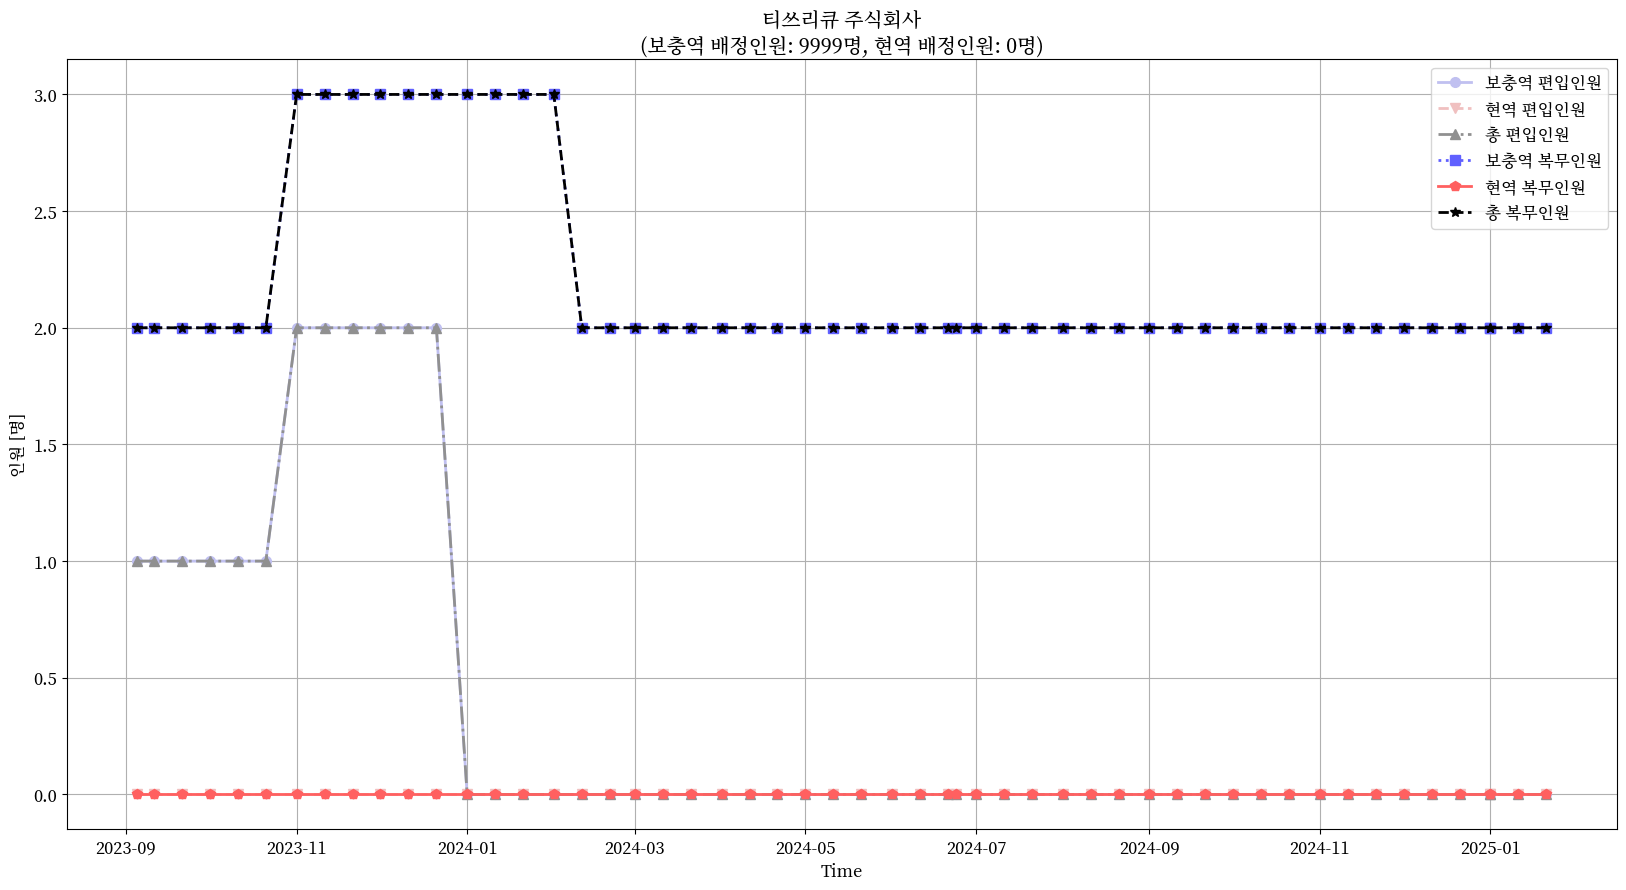 티쓰리큐 주식회사
(보충역 배정인원: 9999명, 현역 배정인원: 0명)
보충역 편입인원
현역 편입인원
총 편입인원
보충역 복무인원
현역 복무인원
총 복무인원
인원 [명]
3.0
2.5
2.0
1.5
1.0
0.5
0.0
2023-09
2023-11
2024-01
2024-03
2024-05
2024-07
2024-09
2024-11
2025-01
Time